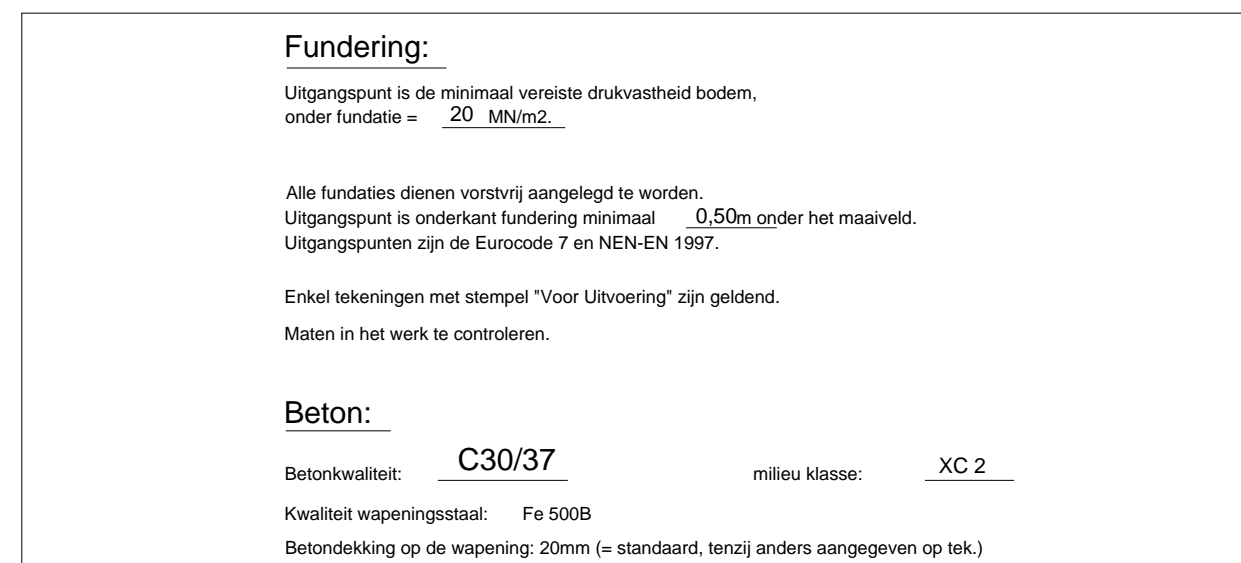 Fundering:
Uitgangspunt is de minimaal vereiste drukvastheid bodem,
onder fundatie = 20 MN/m2.
Alle fundaties dienen vorstvrij aangelegd te worden.
Uitgangspunt is onderkant fundering minimaal 0,50m onder het maaiveld.
Uitgangspunten zijn de Eurocode 7 en NEN-EN 1997.
Enkel tekeningen met stempel "Voor Uitvoering" zijn geldend.
Maten in het werk te controleren.
Beton:
Betonkwaliteit: C30/37 milieu klasse: XC 2
Kwaliteit wapeningsstaal: Fe 500B
Betondekking op de wapening: 20mm (= standaard, tenzij anders aangegeven op tek.)